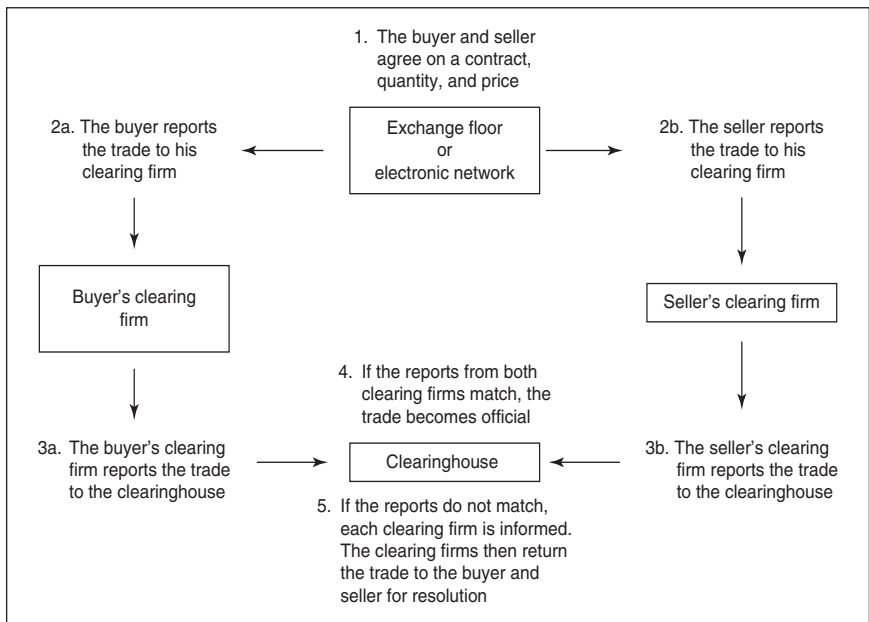 1. The buyer and seller
agree on a contract,
quantity, and price
Exchange floor
or
electronic network
2a. The buyer reports
the trade to his
clearing firm
2b. The seller reports
the trade to his
clearing firm
Buyer's clearing
firm
Seller's clearing firm
3a. The buyer's clearing
firm reports the trade
to the clearinghouse
4. If the reports from both
clearing firms match, the
trade becomes official
Clearinghouse
3b. The seller's clearing
firm reports the trade
to the clearinghouse
5. If the reports do not match,
each clearing firm is informed.
The clearing firms then return
the trade to the buyer and
seller for resolution